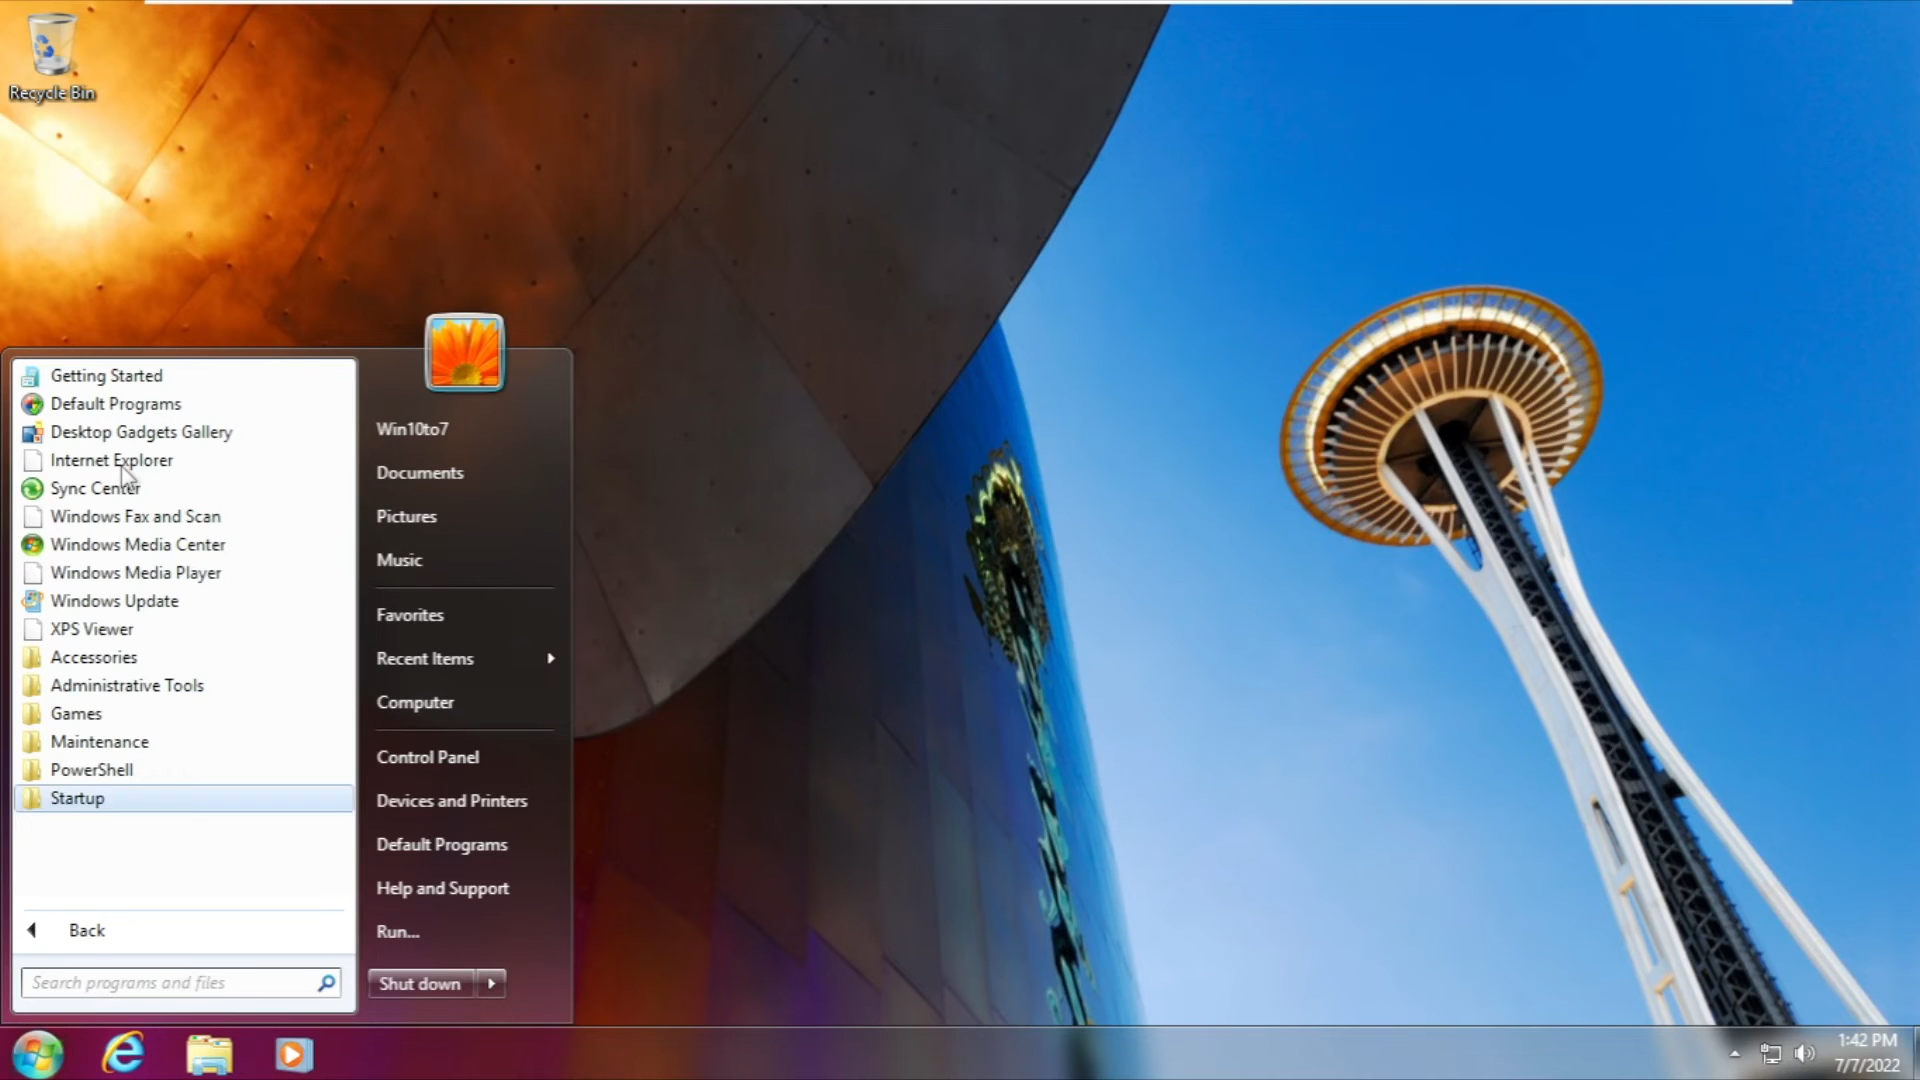 Recycle Bin
Getting Started
Default Programs
Desktop Gadgets Gallery
Internet Explorer
Sync Center
Windows Fax and Scan
Windows Media Center
Windows Media Player
Windows Update
XPS Viewer
Accessories
Administrative Tools
Games
Maintenance
PowerShell
Startup
Back
Search programs and files
Win10to7
Documents
Pictures
Music
Favorites
Recent Items
Computer
Control Panel
Devices and Printers
Default Programs
Help and Support
Run...
Shut down
1:42 PM
7/7/2022